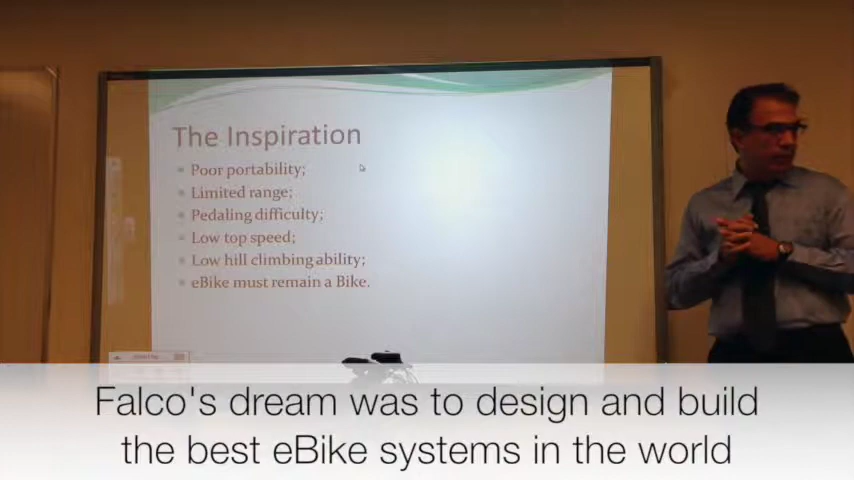 The Inspiration
Poor portability;
Limited range;
Pedaling difficulty;
Low top speed;
Low hill climbing ability;
eBike must remain a Bike.
Falco's dream was to design and build
the best eBike systems in the world